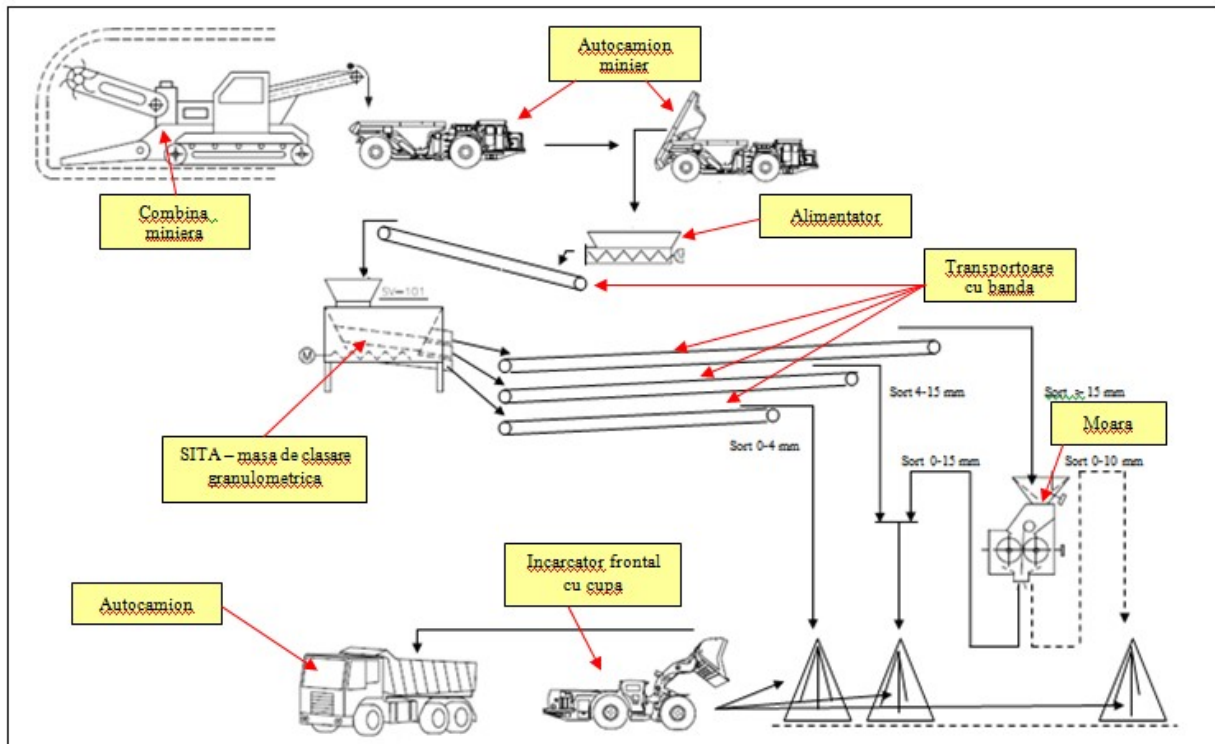 Autocamion
minier
Combina
miniera
Alimentator
Transportoare
cu banda
SV-101
M
Sort 4-15 mm
Sort > 15 mm
Moara
SITA – masa de clasare
granulometrica
Sort 0-4 mm
Sort 0-15 mm
Sort 0-10 mm
Incarcator frontal
cu cupa
Autocamion